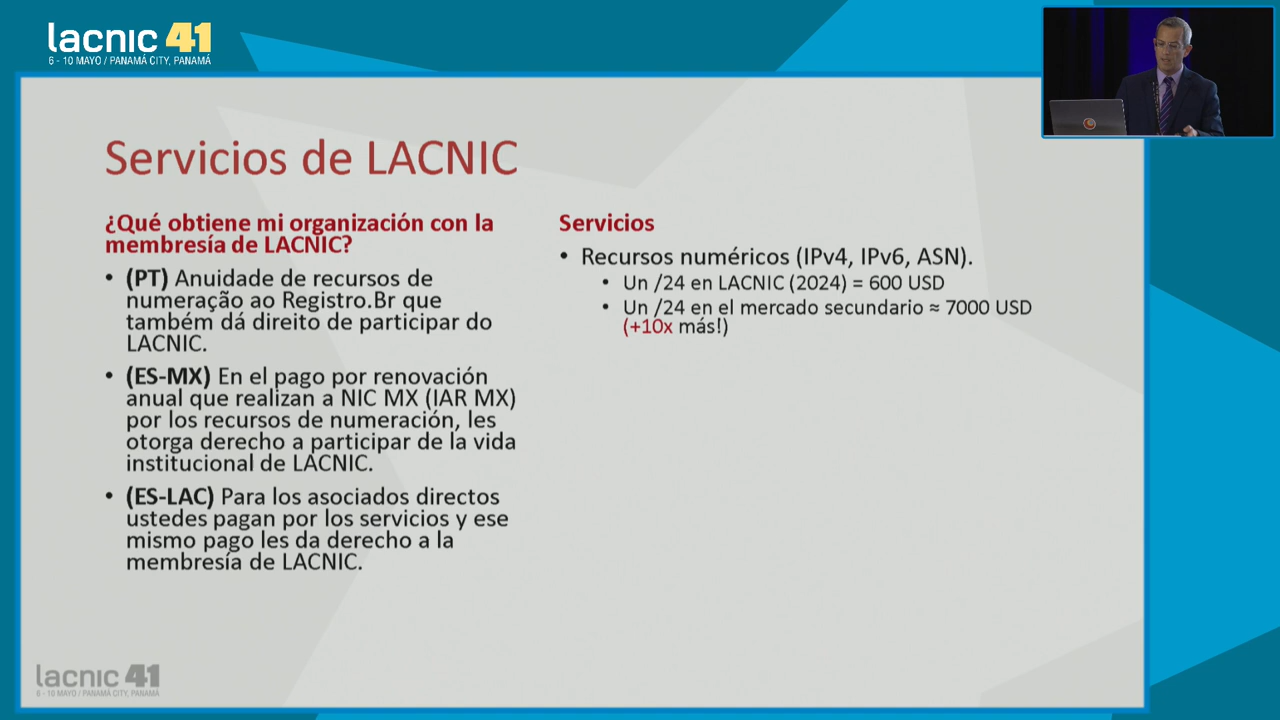 lacnic 41
6 - 10 MAYO / PANAMÁ CITY, PANAMÁ
Servicios de LACNIC
¿Qué obtiene mi organización con la
membresía de LACNIC?
• (PT) Anuidade de recursos de
numeração ao Registro.Br que
também dá direito de participar do
LACNIC.
• (ES-MX) En el pago por renovación
anual que realizan a NIC MX (IAR MX)
por los recursos de numeración, les
otorga derecho a participar de la vida
institucional de LACNIC.
• (ES-LAC) Para los asociados directos
ustedes pagan por los servicios y ese
mismo pago les da derecho a la
membresía de LACNIC.
Servicios
• Recursos numéricos (IPv4, IPv6, ASN).
• Un /24 en LACNIC (2024) = 600 USD
• Un /24 en el mercado secundario ≈ 7000 USD
(+10x más!)
lacnic 41
6 - 10 MAYO / PANAMÁ CITY, PANAMÁ